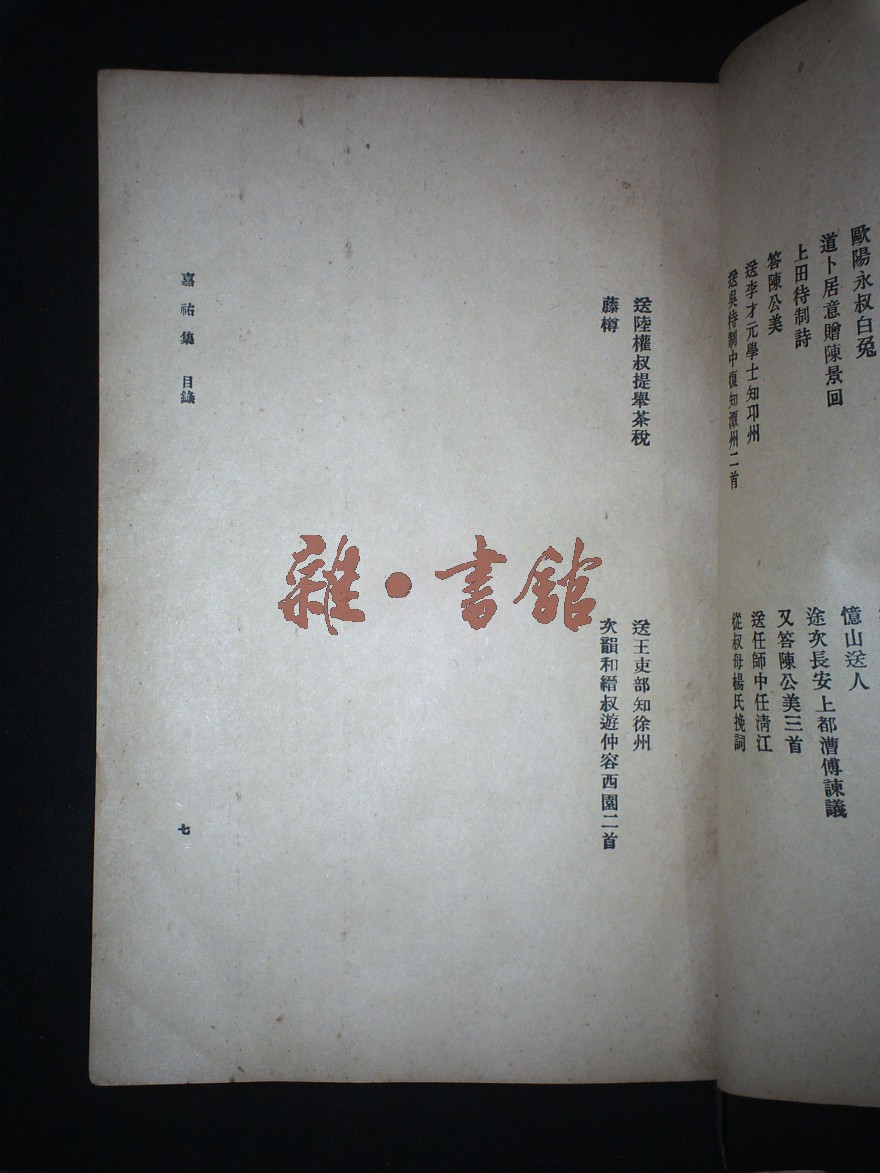 歐陽永叔白兔
道卜居意贈陳景回
上田待制詩
答陳公美
送李才元學士知邛州
送吳待制中復知潭州二首
憶山送人
途次長安上都漕傅諫議
又答陳公美三首
送任師中任清江
從叔母楊氏挽詞
送陸權叔提舉茶稅
送王吏部知徐州
藤樽
次韻和縉叔遊仲容西園二首
嘉祐集 目錄
七
雜·書館